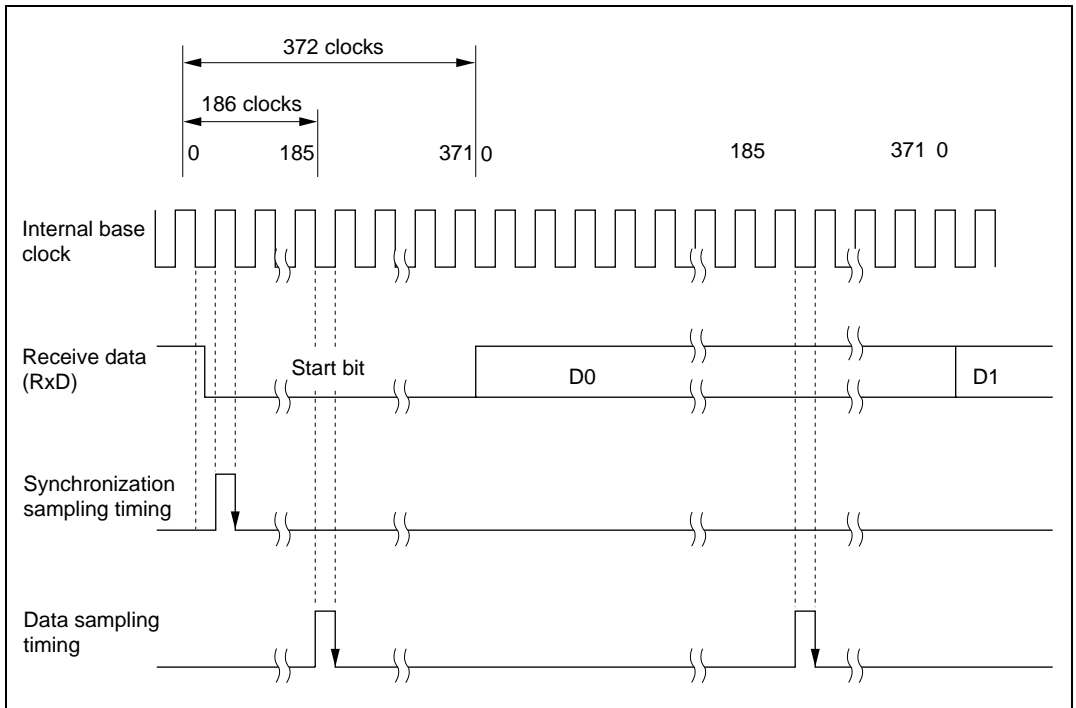 372 clocks
186 clocks
0
185
371 0
185
371 0
Internal base
clock
Receive data
(RxD)
Start bit
D0
D1
Synchronization
sampling timing
Data sampling
timing